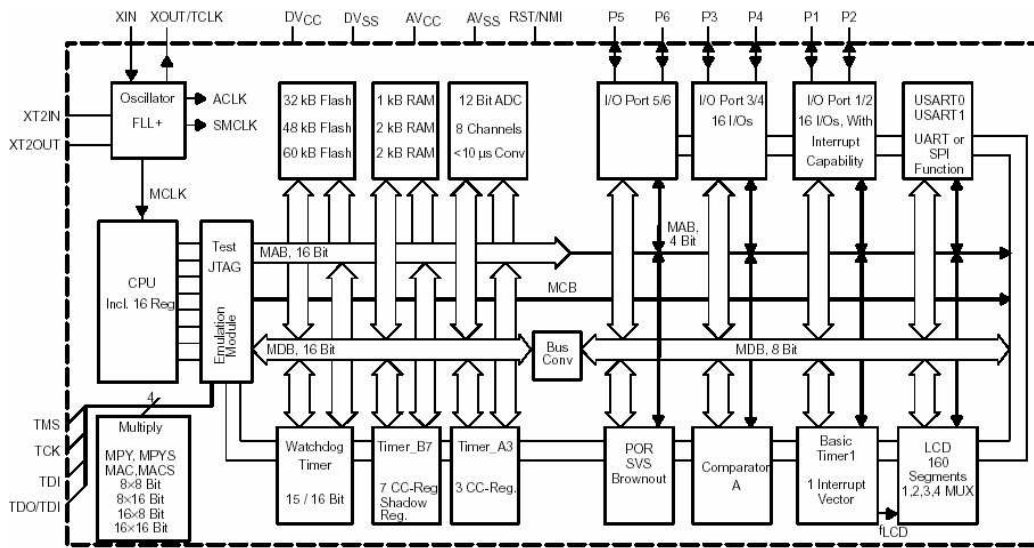 XIN XOUT/TCLK DVCC DVSS AVCC AVSS RST/NMI P5 P6 P3 P4 P1 P2
XT2IN
XT2OUT
Oscillator
FLL+
ACLK
SMCLK
MCLK
32 kB Flash
48 kB Flash
60 kB Flash
1 kB RAM
2 kB RAM
2 kB RAM
12 Bit ADC
8 Channels
<10 µs Conv
I/O Port 5/6
I/O Port 3/4
16 I/Os
I/O Port 1/2
16 I/Os, With
Interrupt
Capability
USART0
USART1
UART or
SPI
Function
CPU
Incl. 16 Reg
Test
JTAG
Emulation
Module
MAB, 16 Bit
MAB,
4 Bit
MCB
MDB, 16 Bit
Bus
Conv
MDB, 8 Bit
TMS
TCK
TDI
TDO/TDI
4
Multiply
MPY, MPYS
MAC,MACS
8×8 Bit
8×16 Bit
16×8 Bit
16×16 Bit
Watchdog
Timer
15 / 16 Bit
Timer_B7
7 CC-Reg
Shadow
Reg.
Timer_A3
3 CC-Reg.
POR
SVS
Brownout
Comparator
A
Basic
Timer1
1 Interrupt
Vector
fLCD
LCD
160
Segments
1,2,3,4 MUX